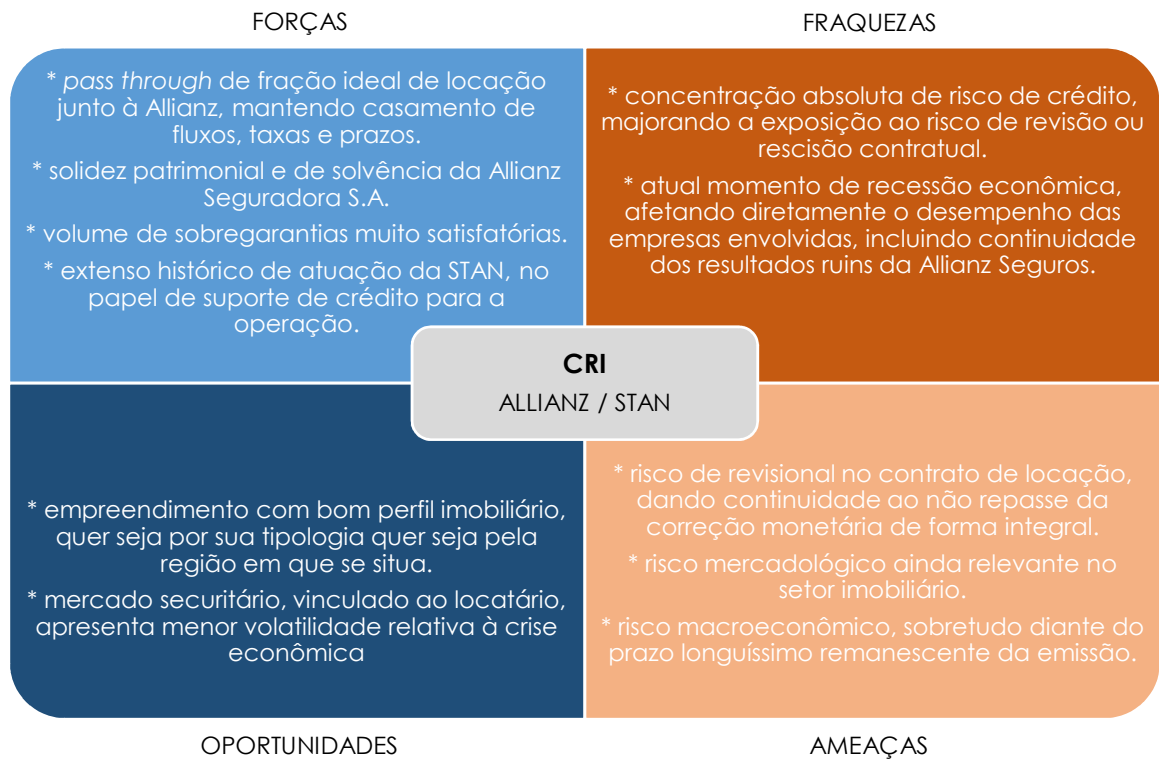 FORÇAS
* pass through de fração ideal de locação
junto à Allianz, mantendo casamento de
fluxos, taxas e prazos.
* solidez patrimonial e de solvência da Allianz
Seguradora S.A.
* volume de sobregarantias muito satisfatórias.
* extenso histórico de atuação da STAN, no
papel de suporte de crédito para a
operação.
FRAQUEZAS
* concentração absoluta de risco de crédito,
majorando a exposição ao risco de revisão ou
rescisão contratual.
* atual momento de recessão econômica,
afetando diretamente o desempenho das
empresas envolvidas, incluindo continuidade
dos resultados ruins da Allianz Seguros.
CRI
ALLIANZ / STAN
* empreendimento com bom perfil imobiliário,
quer seja por sua tipologia quer seja pela
região em que se situa.
* mercado securitário, vinculado ao locatário,
apresenta menor volatilidade relativa à crise
econômica
OPORTUNIDADES
* risco de revisional no contrato de locação,
dando continuidade ao não repasse da
correção monetária de forma integral.
* risco mercadológico ainda relevante no
setor imobiliário.
* risco macroeconômico, sobretudo diante do
prazo longuíssimo remanescente da emissão.
AMEAÇAS